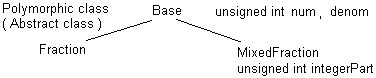 Polymorphic class Base unsigned int num , denom
( Abstract class )
Fraction MixedFraction
unsigned int integerPart